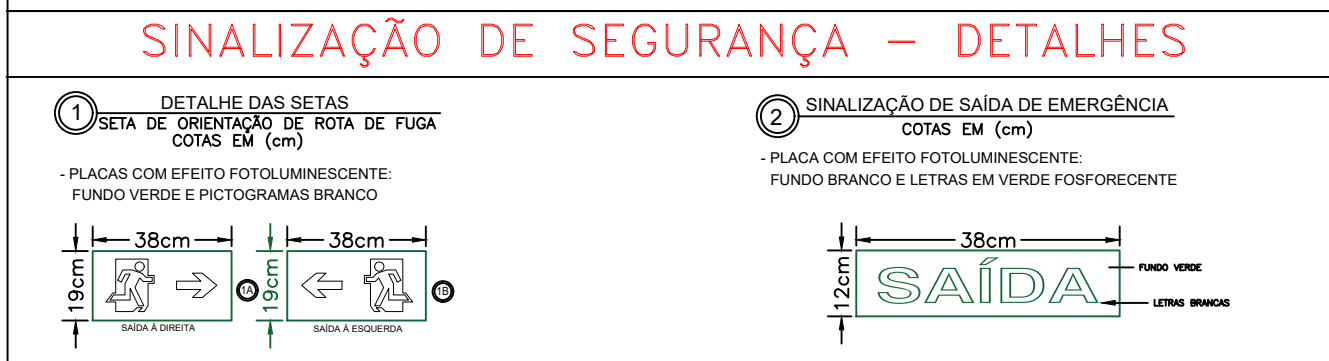 SINALIZAÇÃO DE SEGURANÇA – DETALHES
1
DETALHE DAS SETAS
SETA DE ORIENTAÇÃO DE ROTA DE FUGA
COTAS EM (cm)
- PLACAS COM EFEITO FOTOLUMINESCENTE:
FUNDO VERDE E PICTOGRAMAS BRANCO
38cm
19cm
1A
SAÍDA À DIREITA
38cm
19cm
1B
SAÍDA À ESQUERDA
2
SINALIZAÇÃO DE SAÍDA DE EMERGÊNCIA
COTAS EM (cm)
- PLACA COM EFEITO FOTOLUMINESCENTE:
FUNDO BRANCO E LETRAS EM VERDE FOSFORECENTE
38cm
12cm
SAÍDA
FUNDO VERDE
LETRAS BRANCAS